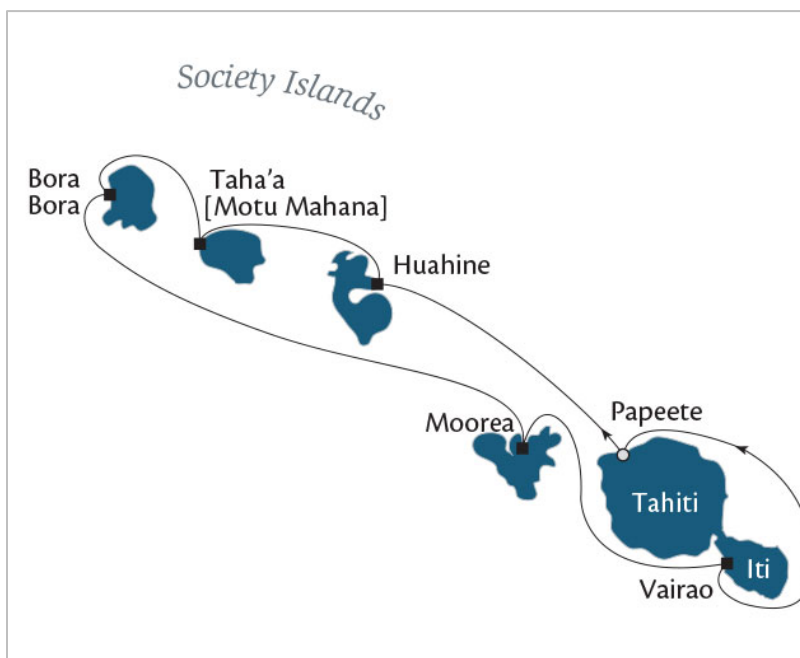 Society Islands
Bora
Bora
Taha’a
[Motu Mahana]
Huahine
Moorea
Papeete
Tahiti
Iti
Vairao